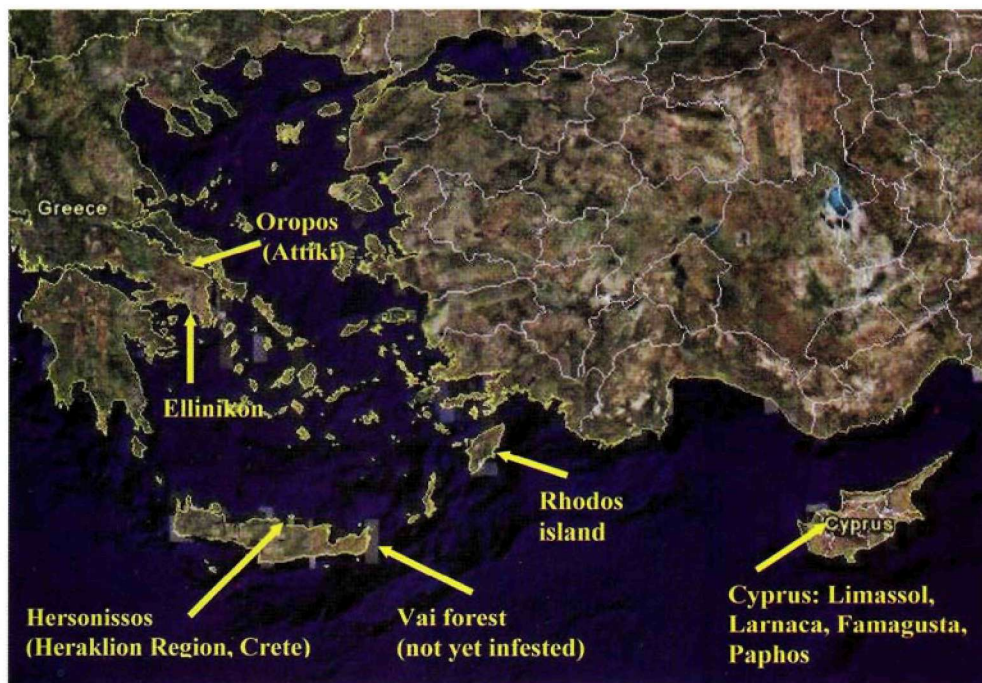 Greece
Oropos
(Attiki)
Ellinikon
Rhodos
island
Cyprus
Hersonissos
(Heraklion Region, Crete)
Vai forest
(not yet infested)
Cyprus: Limassol,
Larnaca, Famagusta,
Paphos